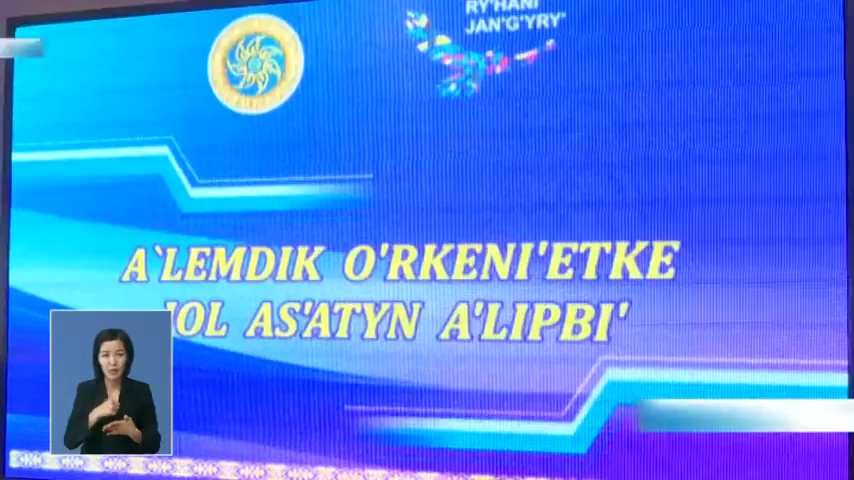 RY'HANI
JAN'G'YRY'
A`LEMDIK O'RKENI'ETKE
JOL AS'ATYN A'LIPBI'